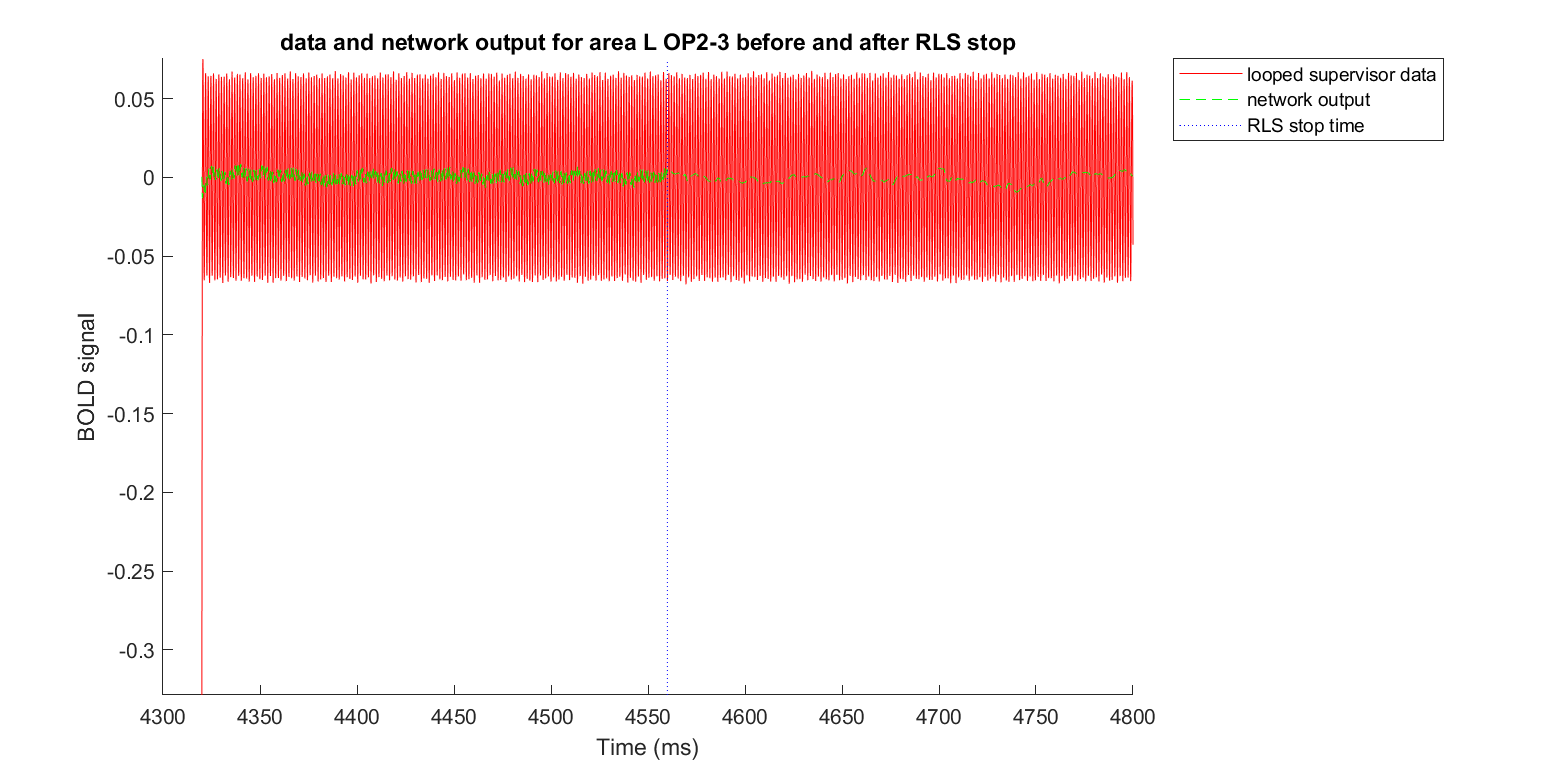 data and network output for area L OP2-3 before and after RLS stop
looped supervisor data
network output
RLS stop time
BOLD signal
0.05
0
-0.05
-0.1
-0.15
-0.2
-0.25
-0.3
4300 4350 4400 4450 4500 4550 4600 4650 4700 4750 4800
Time (ms)